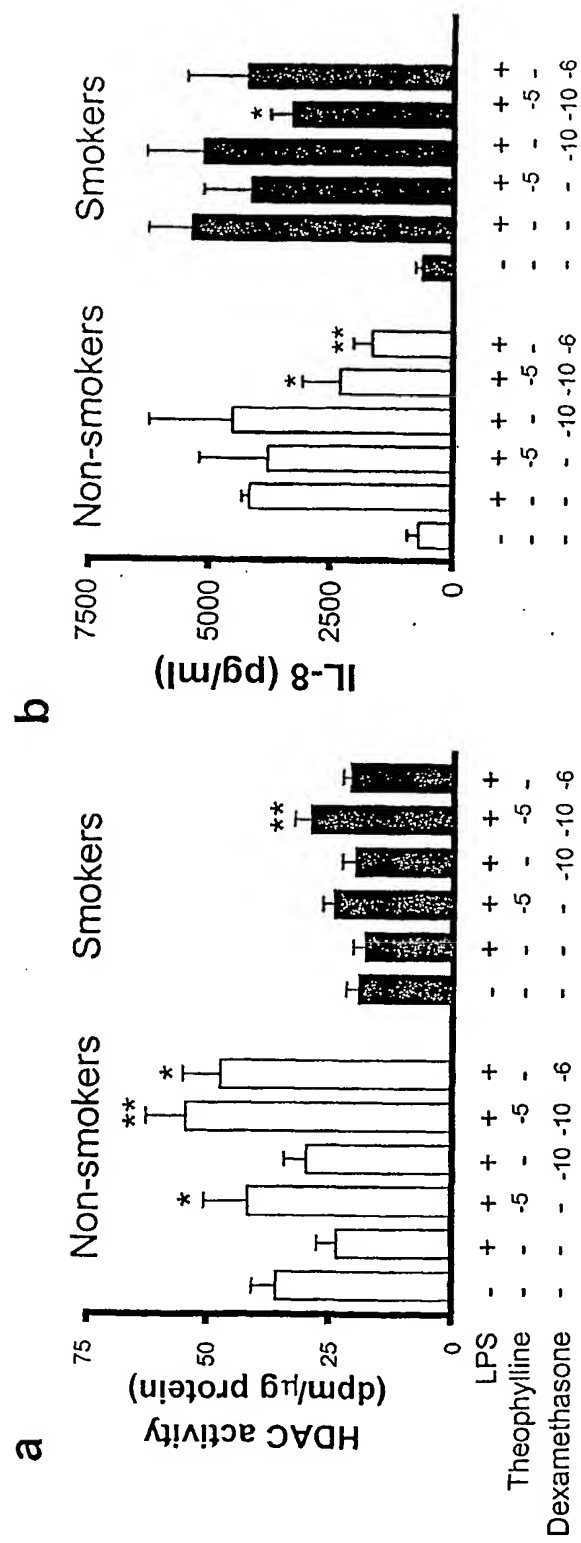 a
Non-smokers Smokers
75
50
25
0
HDAC activity
(dpm/µg protein)
* ** * **
LPS - + + + + + - + + + + +
Theophylline - - -5 - -5 - - - -5 - -5 -
Dexamethasone - - - -10 -10 -6 - - - -10 -10 -6
b
Non-smokers Smokers
7500
5000
2500
0
IL-8 (pg/ml)
* ** *
- + + + + + - + + + + +
- - -5 - -5 - - - -5 - -5 -
- - - -10 -10 -6 - - - -10 -10 -6